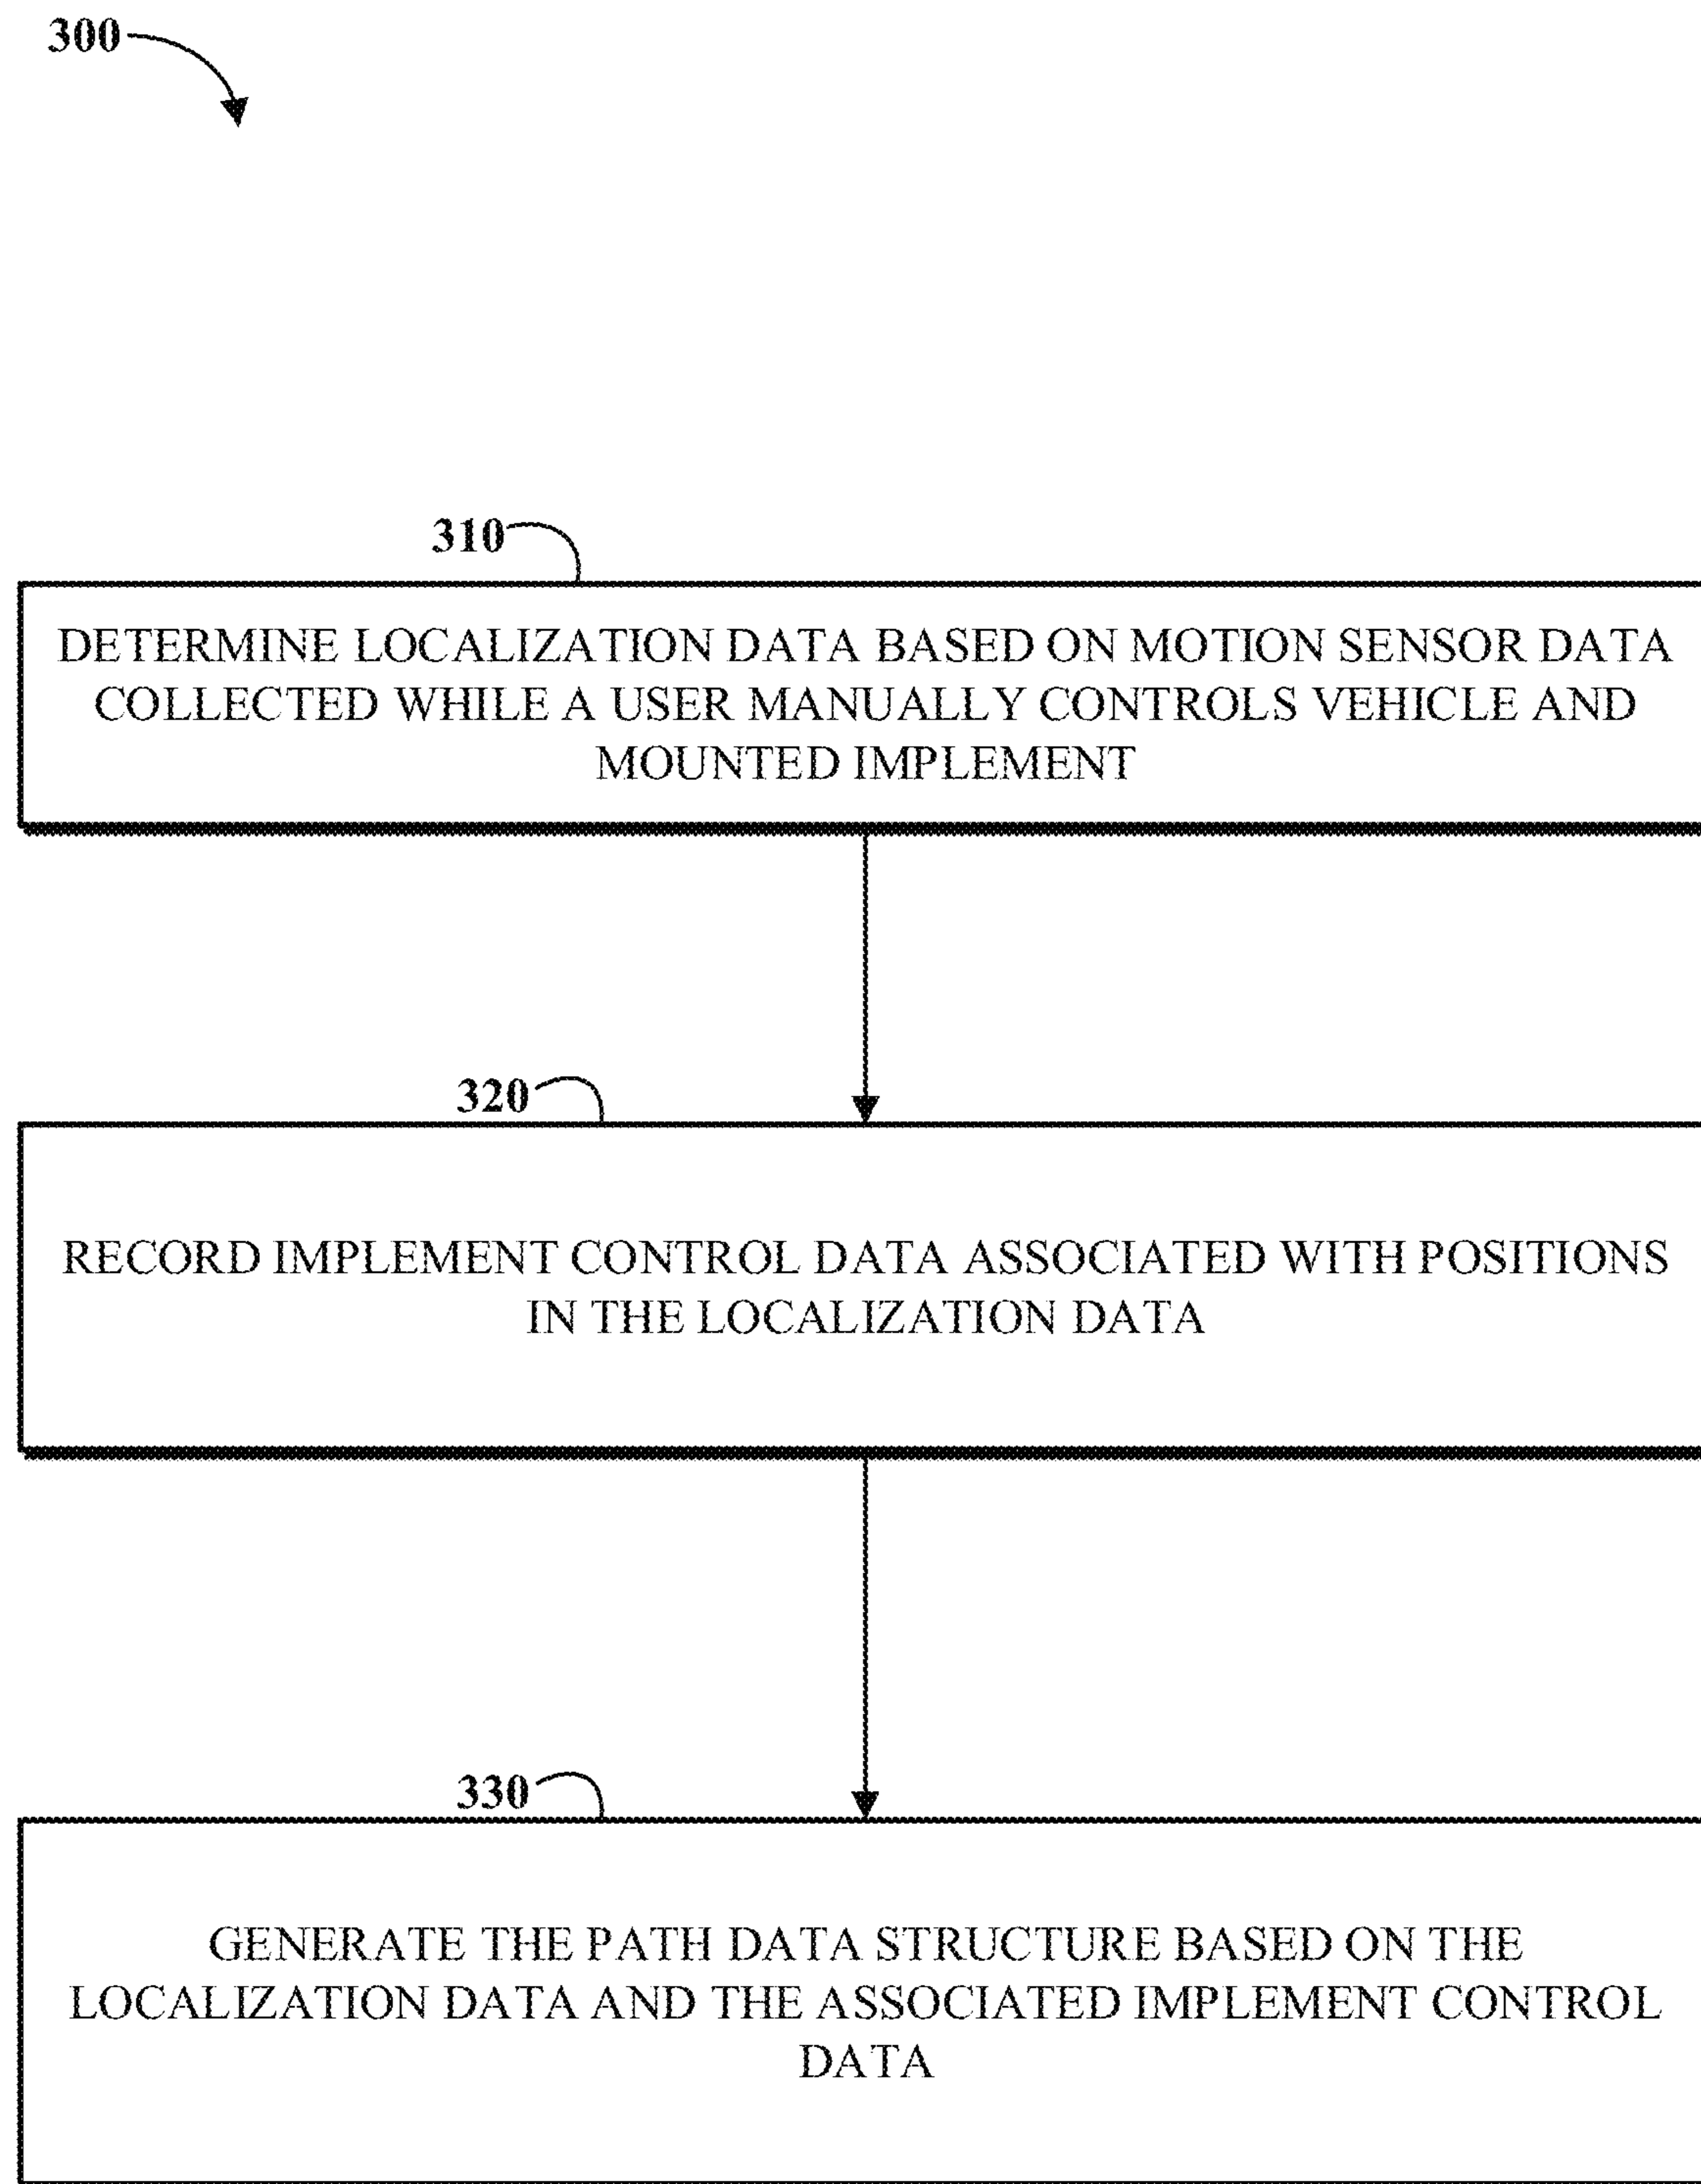 300
310
DETERMINE LOCALIZATION DATA BASED ON MOTION SENSOR DATA
COLLECTED WHILE A USER MANUALLY CONTROLS VEHICLE AND
MOUNTED IMPLEMENT
320
RECORD IMPLEMENT CONTROL DATA ASSOCIATED WITH POSITIONS
IN THE LOCALIZATION DATA
330
GENERATE THE PATH DATA STRUCTURE BASED ON THE
LOCALIZATION DATA AND THE ASSOCIATED IMPLEMENT CONTROL
DATA